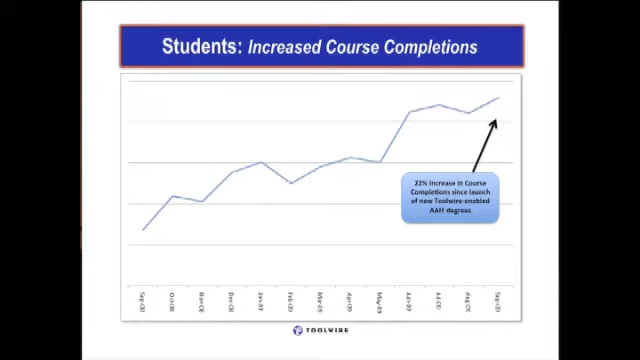 Students: Increased Course Completions
22% Increase in Course
Completions since launch
of new Toolwire-enabled
AAH degrees
Sep-08
Oct-08
Nov-08
Dec-08
Jan-09
Feb-09
Mar-09
Apr-09
May-09
Jun-09
Jul-09
Aug-09
Sep-09
TOOLWIRE